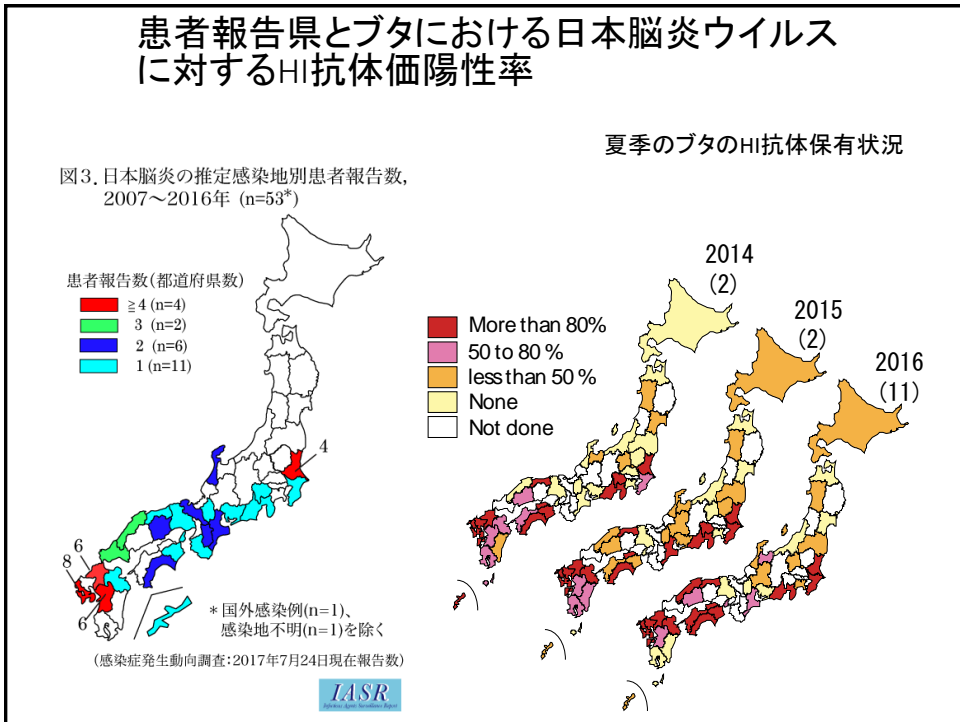 患者報告県とブタにおける日本脳炎ウイルス
に対するHI抗体価陽性率
夏季のブタのHI抗体保有状況
図3. 日本脳炎の推定感染地別患者報告数,
2007～2016年 (n=53*)
患者報告数(都道府県数)
≧4 (n=4)
3 (n=2)
2 (n=6)
1 (n=11)
4
6
8
6
* 国外感染例(n=1)、
感染地不明(n=1)を除く
(感染症発生動向調査：2017年7月24日現在報告数)
IASR
Infectious Agents Surveillance Report
More than 80%
50 to 80 %
less than 50 %
None
Not done
2014
(2)
2015
(2)
2016
(11)